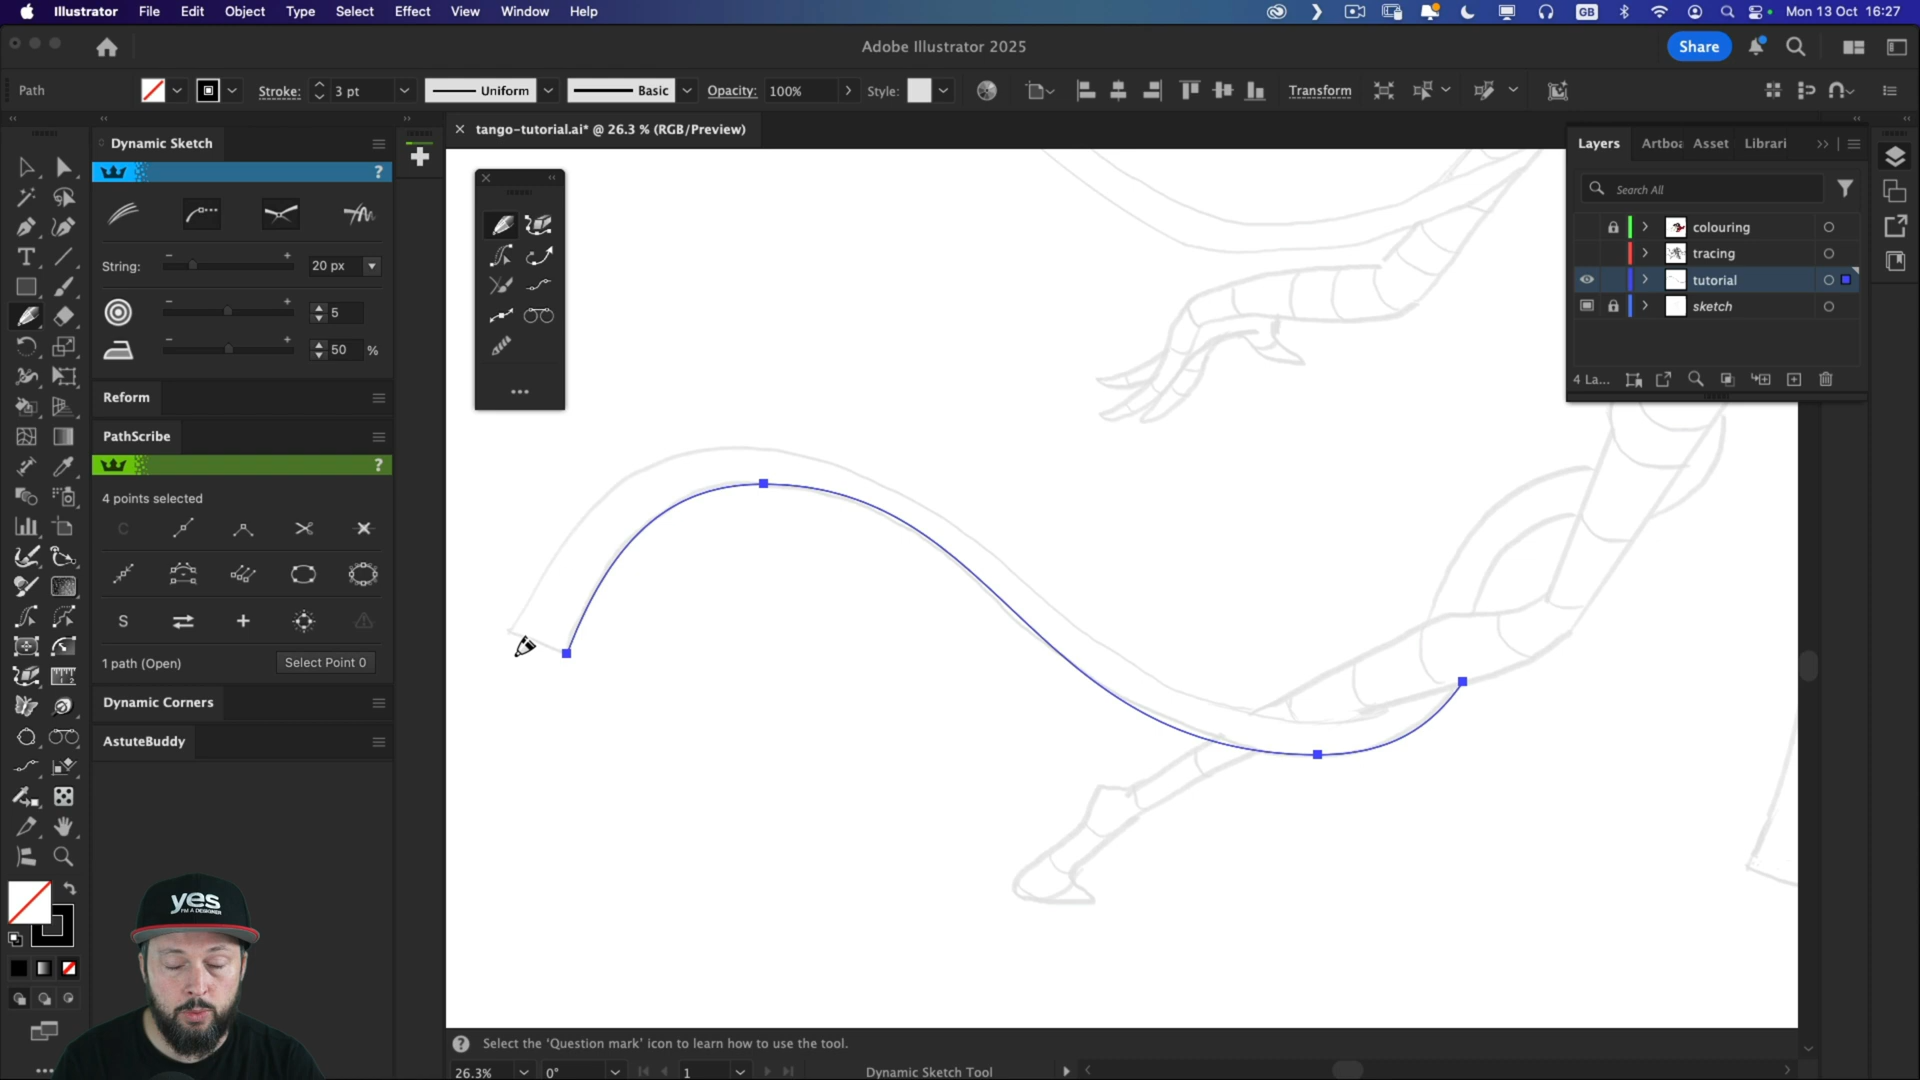 Illustrator File Edit Object Type Select Effect View Window Help
GB Mon 13 Oct 16:27
Adobe Illustrator 2025
Share
Path
Stroke: 3 pt
Uniform
Basic
Opacity: 100%
Style:
Transform
Dynamic Sketch
tango-tutorial.ai* @ 26.3 % (RGB/Preview)
Layers Artboa Asset Librari
?
Search All
colouring
tracing
tutorial
sketch
4 La...
String: 20 px
5
50 %
Reform
PathScribe
?
4 points selected
C
S
1 path (Open) Select Point 0
Dynamic Corners
AstuteBuddy
yes
I'M A DESIGNER
Select the 'Question mark' icon to learn how to use the tool.
26.3% 0° 1 Dynamic Sketch Tool